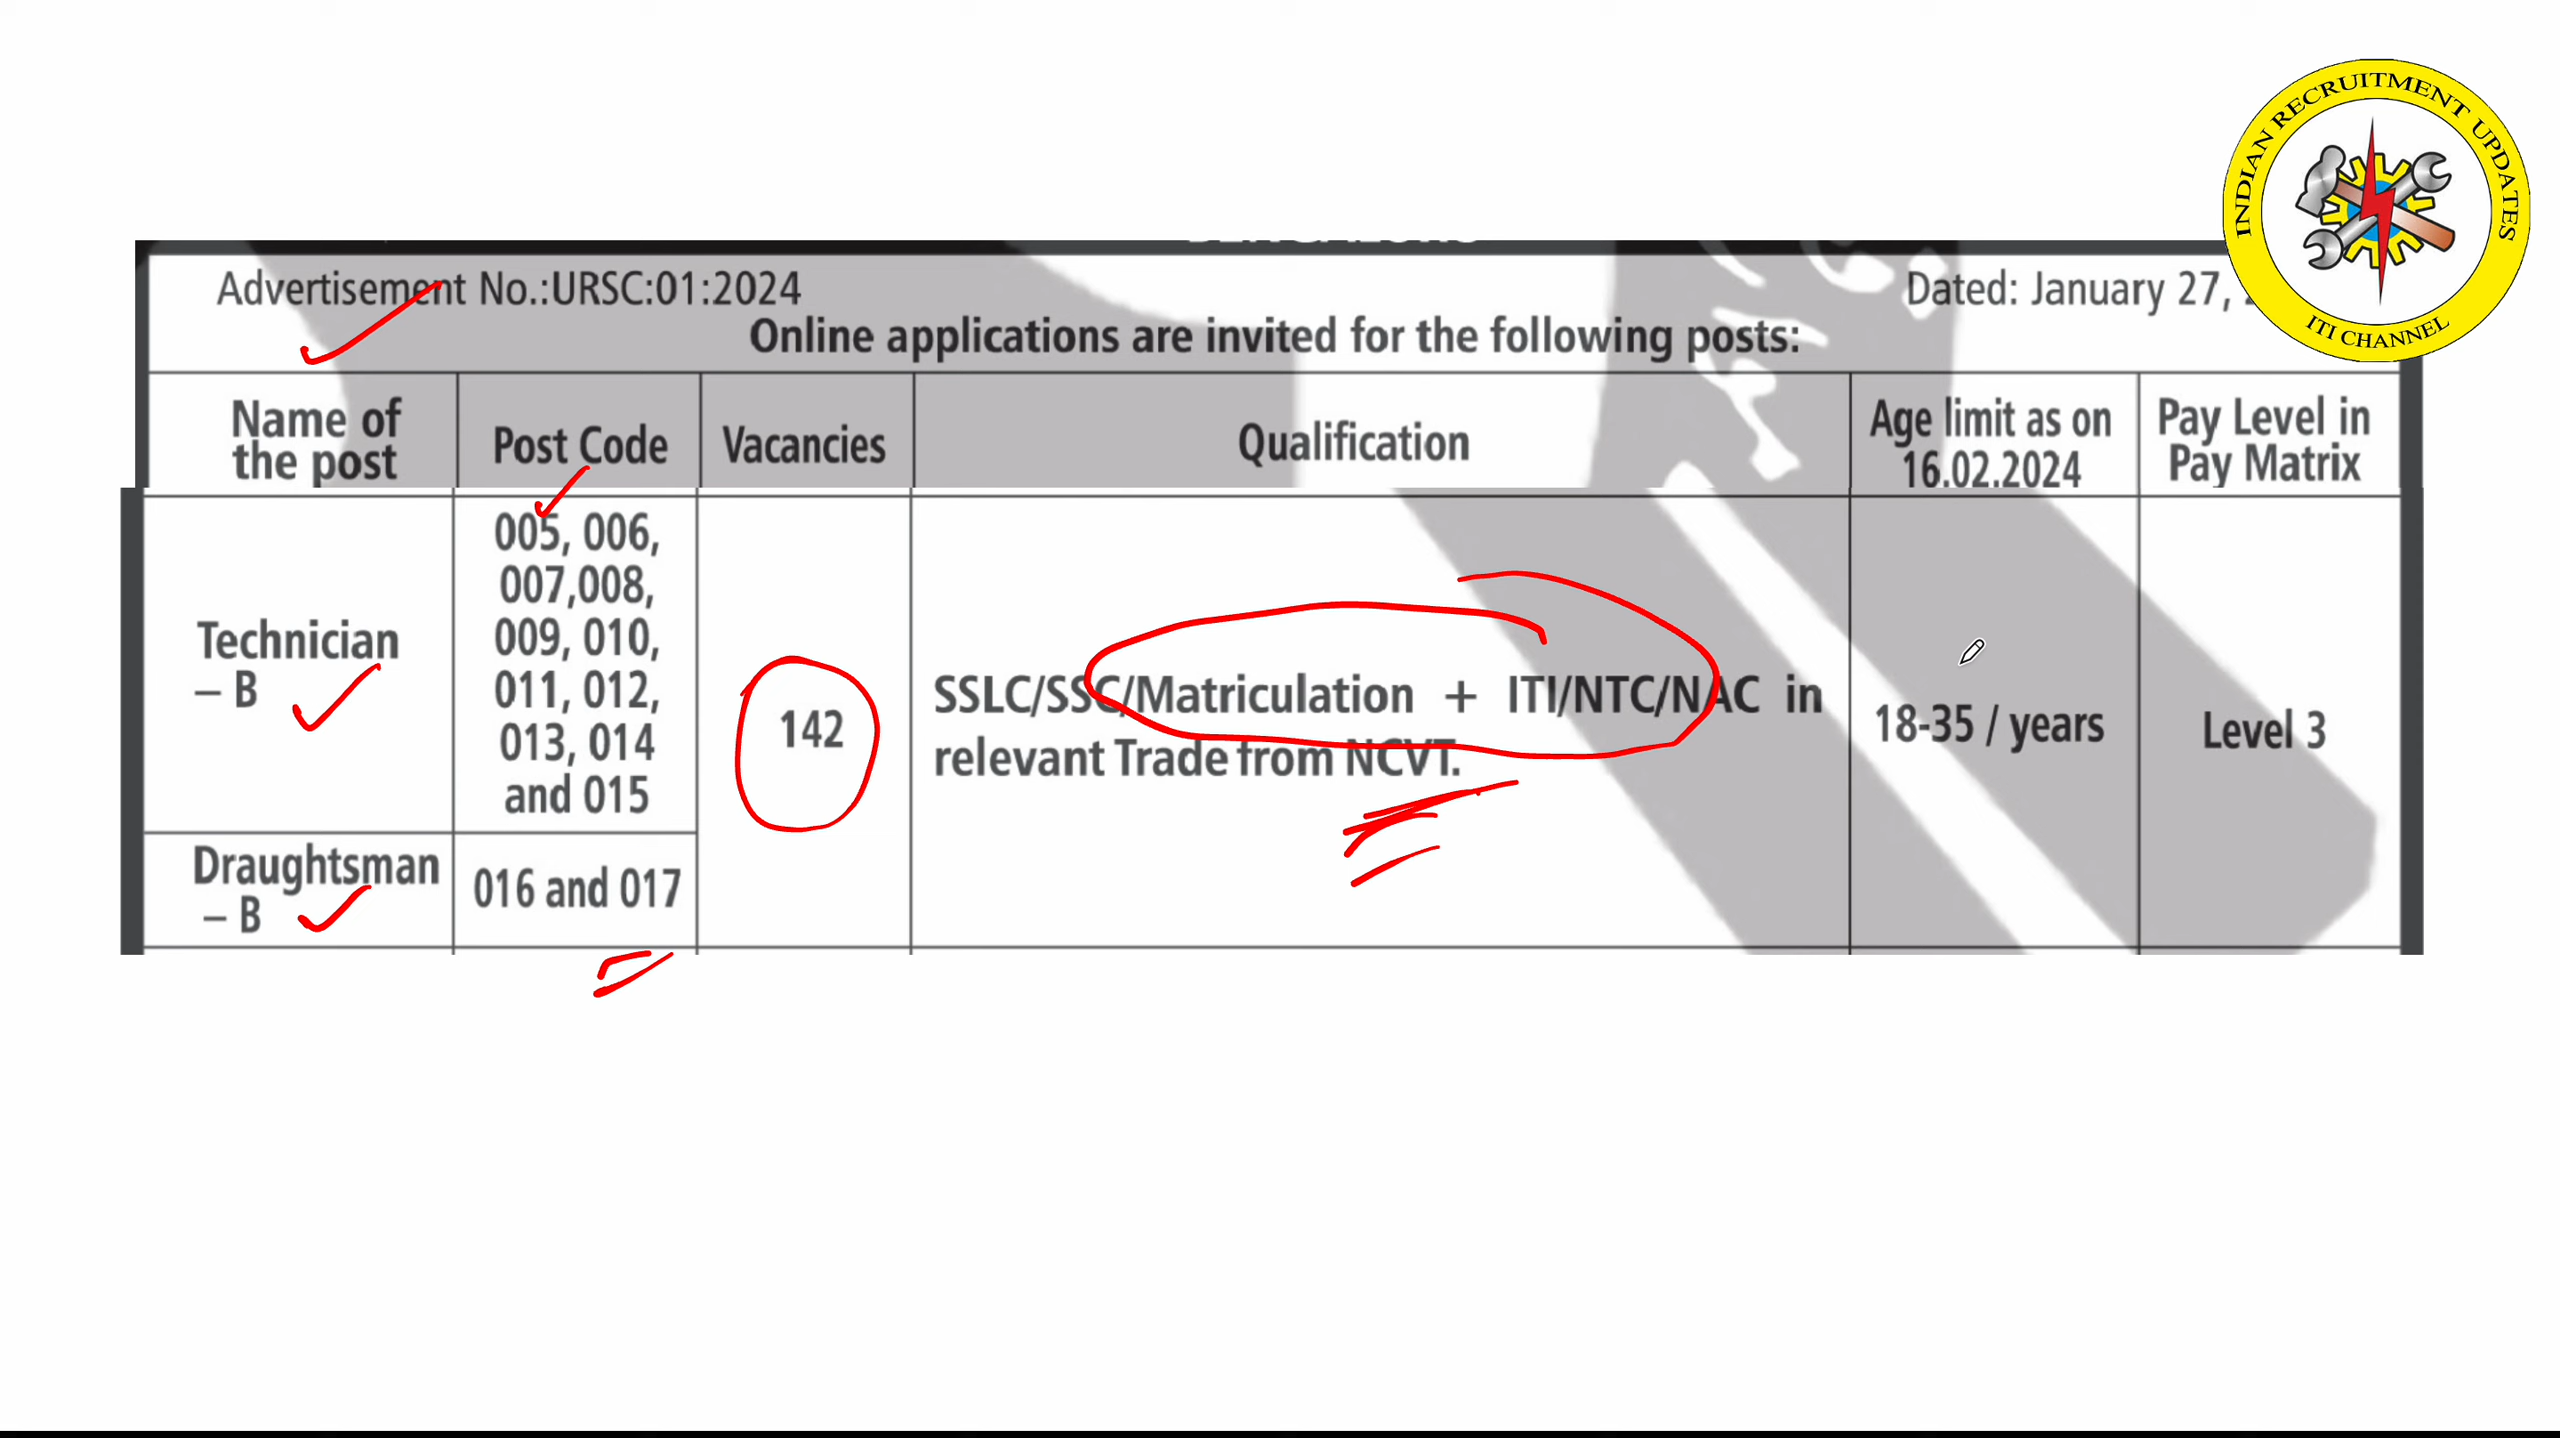 INDIAN RECRUITMENT UPDATES
ITI CHANNEL
Advertisement No.:URSC:01:2024
Dated: January 27,
Online applications are invited for the following posts:
Name of
the post
Post Code
Vacancies
Qualification
Age limit as on
16.02.2024
Pay Level in
Pay Matrix
Technician
– B
005, 006,
007,008,
009, 010,
011, 012,
013, 014
and 015
142
SSLC/SSC/Matriculation + ITI/NTC/NAC in
relevant Trade from NCVT.
18-35 / years
Level 3
Draughtsman
– B
016 and 017